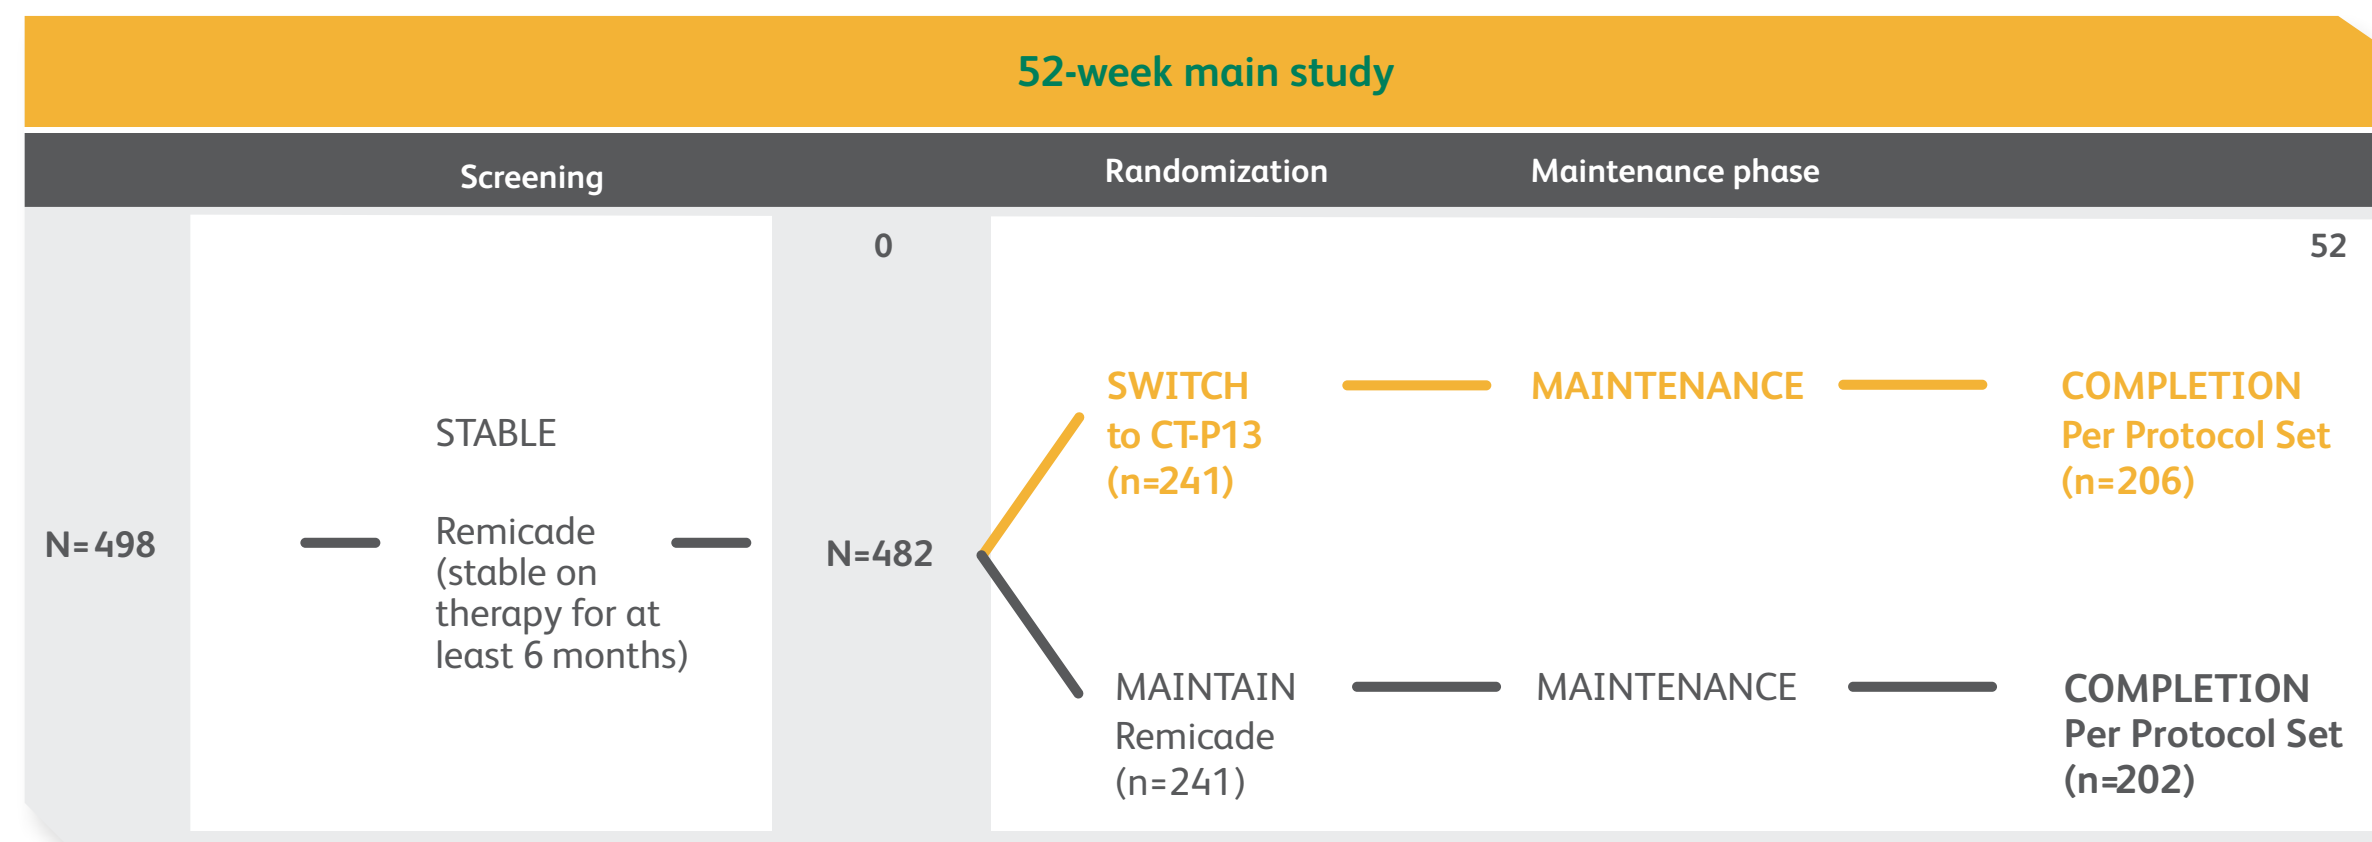 52-week main study
Screening
Randomization
Maintenance phase
0
52
N=498
STABLE
Remicade
(stable on
therapy for at
least 6 months)
N=482
SWITCH
to CT-P13
(n=241)
MAINTENANCE
COMPLETION
Per Protocol Set
(n=206)
MAINTAIN
Remicade
(n=241)
MAINTENANCE
COMPLETION
Per Protocol Set
(n=202)